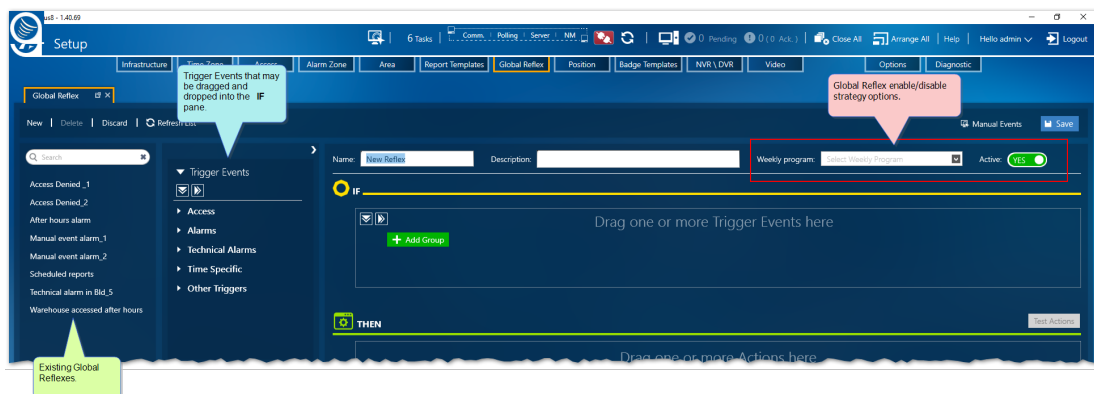 us8 - 1.40.69
Setup
6 Tasks Comm. Polling Server NM 0 Pending 0 ( 0 Ack. ) Close All Arrange All Help Hello admin Logout
Infrastructure Time Zone Access Alarm Zone Area Report Templates Global Reflex Position Badge Templates NVR \ DVR Video Options Diagnostic
Trigger Events that may
be dragged and
dropped into the IF
pane.
Global Reflex enable/disable
strategy options.
Global Reflex
New Delete Discard Refresh List Manual Events Save
Search
Name: New Reflex Description: Weekly program: Select Weekly Program Active: YES
Access Denied _1
Access Denied_2
After hours alarm
Manual event alarm_1
Manual event alarm_2
Scheduled reports
Technical alarm in Bld_5
Warehouse accessed after hours
Trigger Events
Access
Alarms
Technical Alarms
Time Specific
Other Triggers
IF
Drag one or more Trigger Events here
Add Group
THEN Test Actions
Drag one or more Actions here
Existing Global
Reflexes.